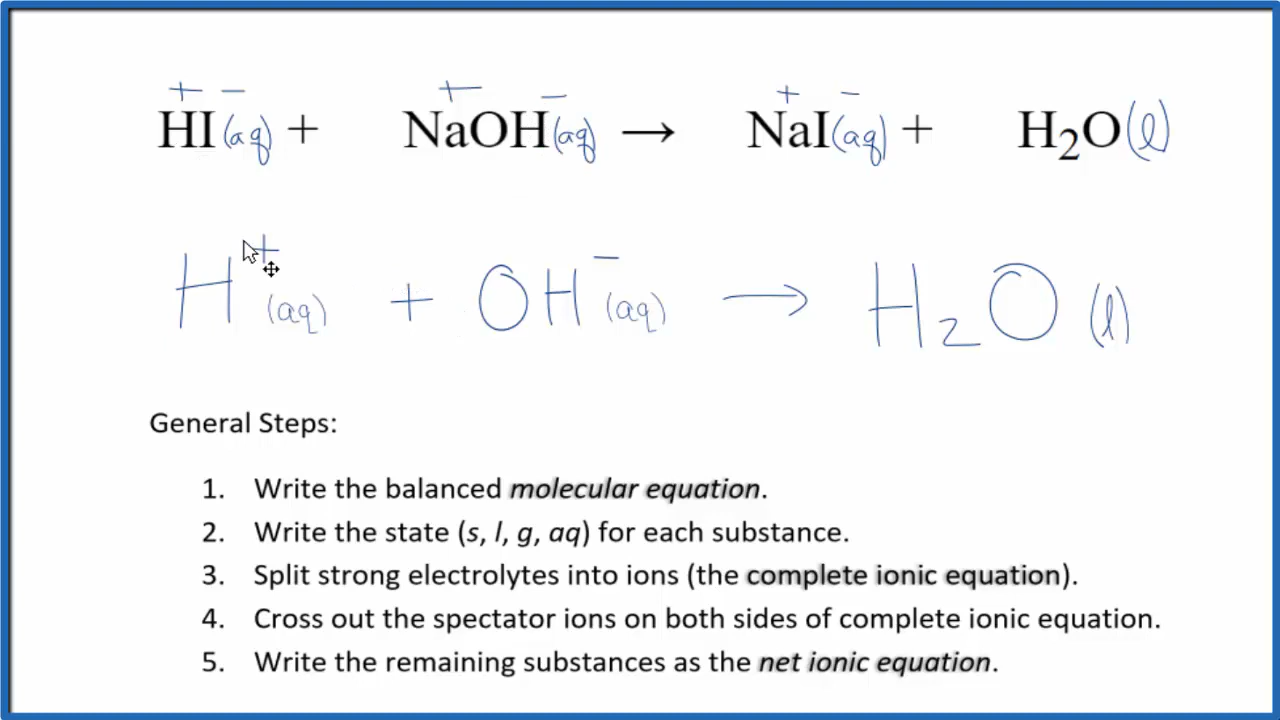 + − + − + −
HI(aq) + NaOH(aq) → NaI(aq) + H₂O(l)
H⁺(aq) + OH⁻(aq) → H₂O(l)
General Steps:
1. Write the balanced molecular equation.
2. Write the state (s, l, g, aq) for each substance.
3. Split strong electrolytes into ions (the complete ionic equation).
4. Cross out the spectator ions on both sides of complete ionic equation.
5. Write the remaining substances as the net ionic equation.